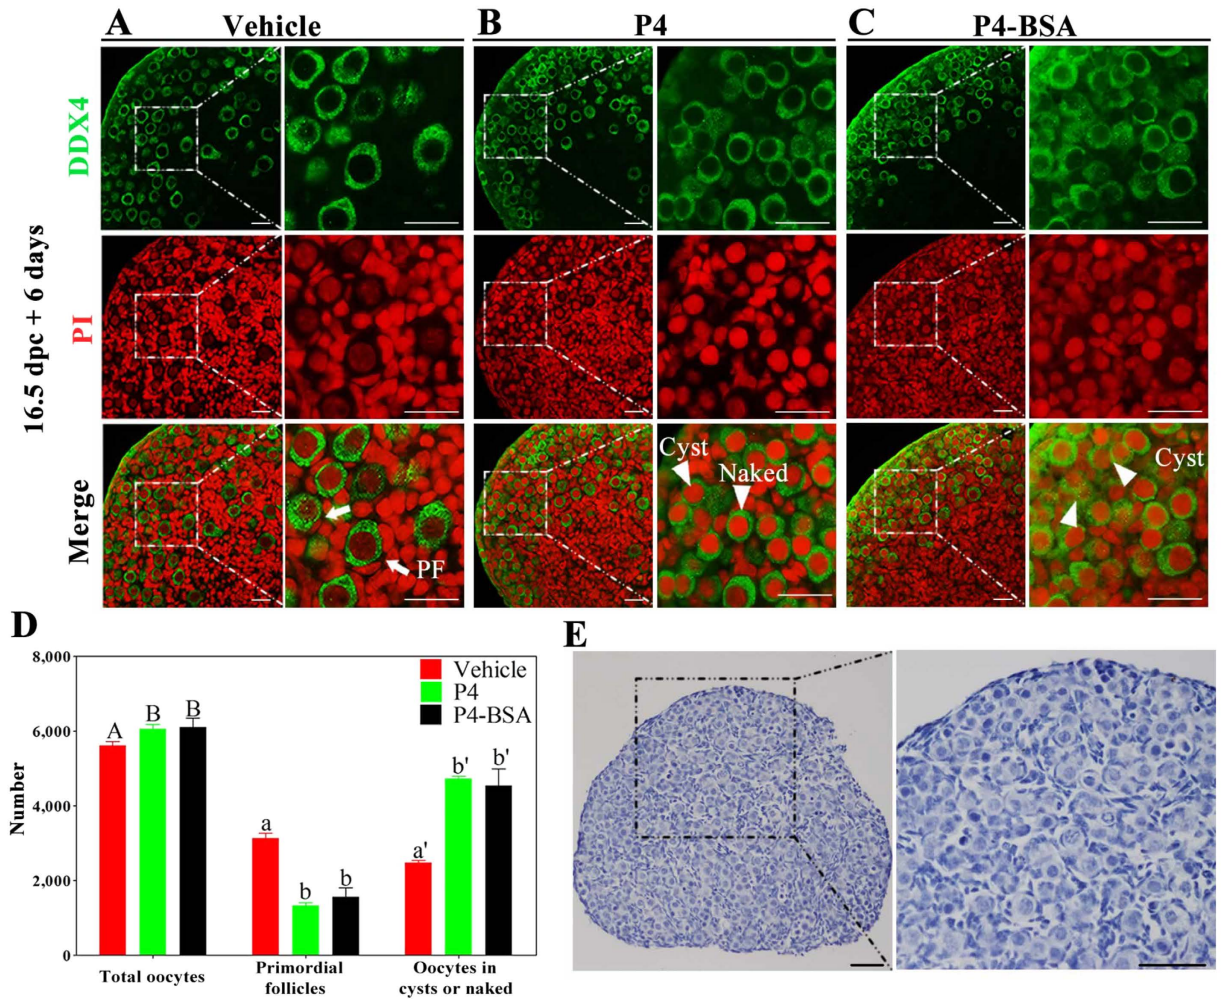 A Vehicle
B P4
C P4-BSA
16.5 dpc + 6 days
DDX4
PI
Merge
PF
Cyst
Naked
Cyst
D
Number
8,000
6,000
4,000
2,000
0
Vehicle
P4
P4-BSA
A B B
a b b
a' b' b'
Total oocytes
Primordial
follicles
Oocytes in
cysts or naked
E